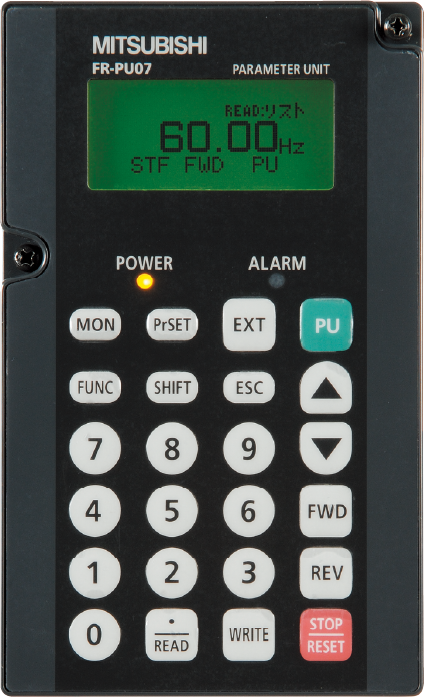 MITSUBISHI
FR-PU07 PARAMETER UNIT
READ:リスト
60.00Hz
STF FWD PU
POWER ALARM
MON PrSET EXT PU
FUNC SHIFT ESC
7 8 9
4 5 6 FWD
1 2 3 REV
0 . READ WRITE STOP RESET